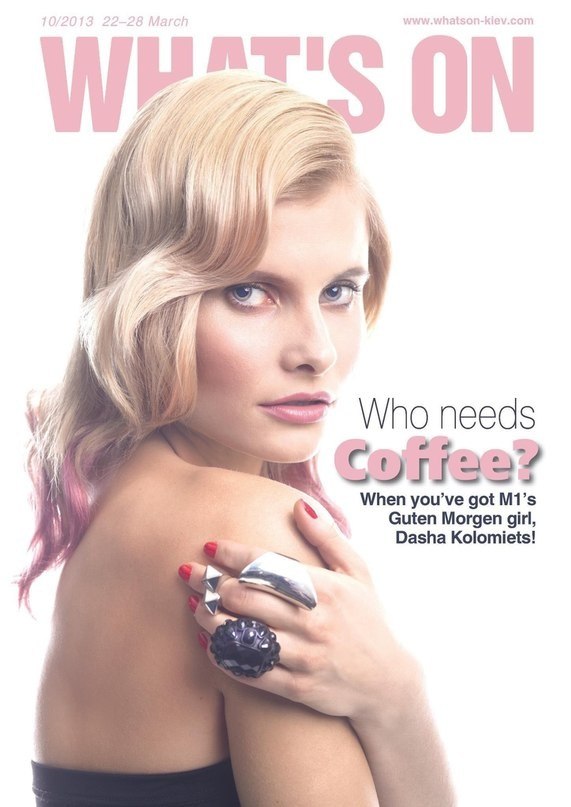 10/2013 22–28 March
www.whatson-kiev.com
WHAT'S ON
Who needs
Coffee?
When you've got M1's
Guten Morgen girl,
Dasha Kolomiets!